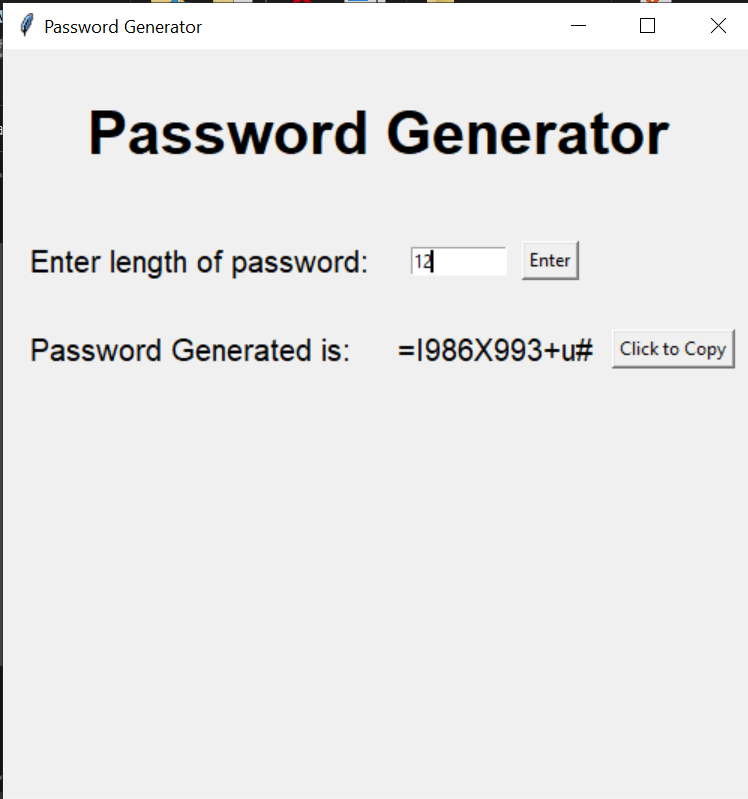 Password Generator
Password Generator
Enter length of password: 12 Enter
Password Generated is: =I986X993+u# Click to Copy